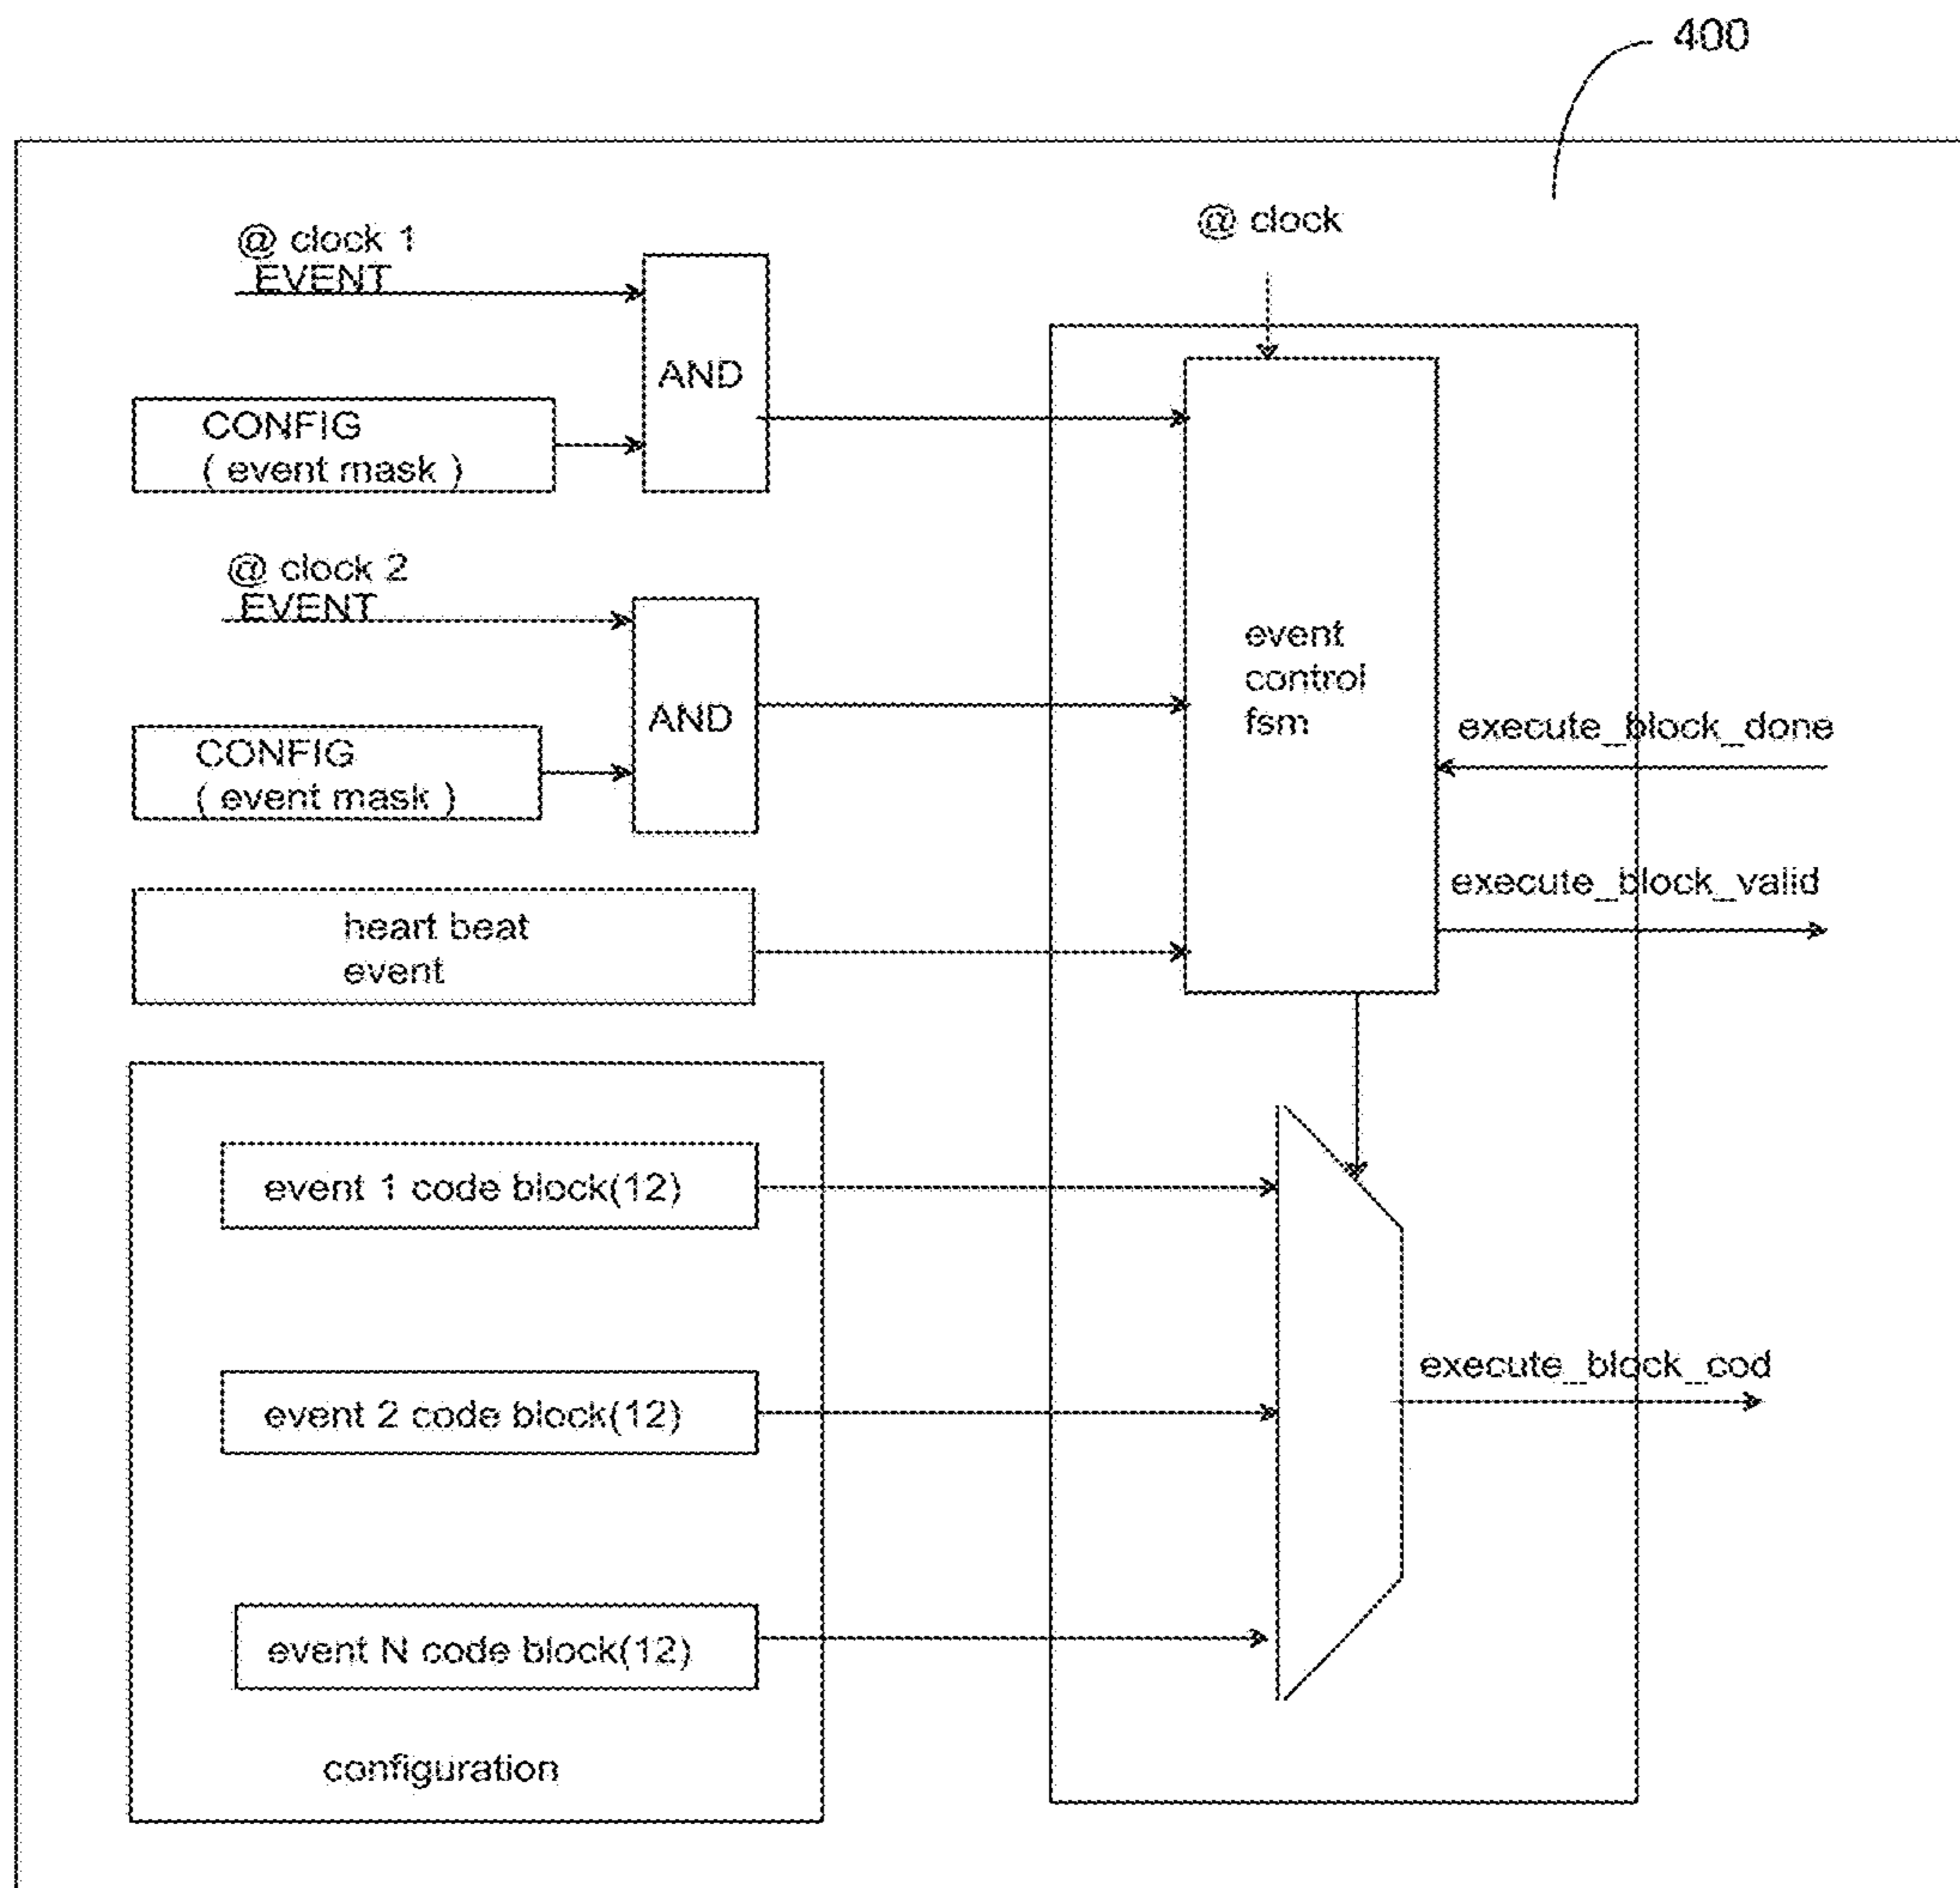 400
@ clock 1
EVENT
@ clock
AND
CONFIG
( event mask )
@ clock 2
EVENT
AND
CONFIG
( event mask )
event
control
fsm
execute_block_done
execute_block_valid
heart beat
event
event 1 code block(12)
event 2 code block(12)
execute_block_cod
event N code block(12)
configuration